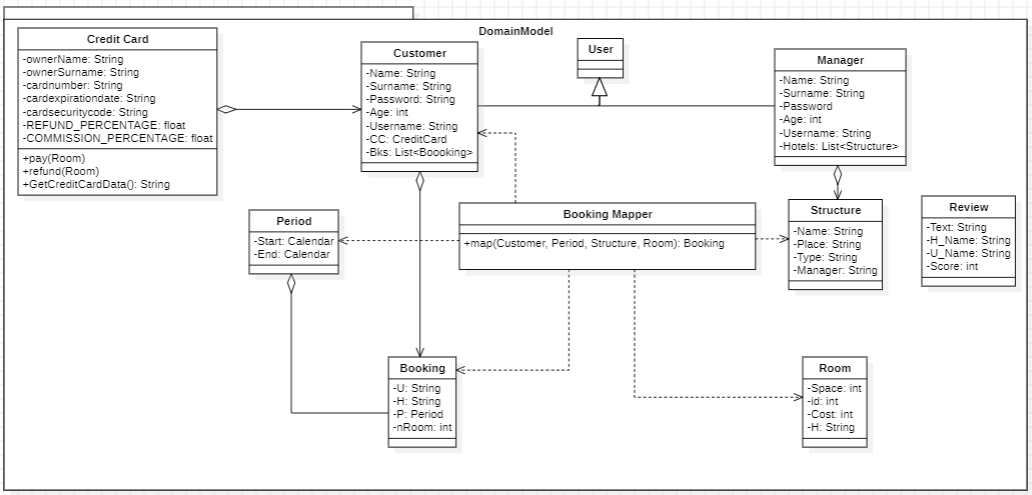 DomainModel
Credit Card
-ownerName: String
-ownerSurname: String
-cardnumber: String
-cardexpirationdate: String
-cardsecuritycode: String
-REFUND_PERCENTAGE: float
-COMMISSION_PERCENTAGE: float
+pay(Room)
+refund(Room)
+GetCreditCardData(): String
Customer
-Name: String
-Surname: String
-Password: String
-Age: int
-Username: String
-CC: CreditCard
-Bks: List<Boooking>
User
Manager
-Name: String
-Surname: String
-Password
-Age: int
-Username: String
-Hotels: List<Structure>
Period
-Start: Calendar
-End: Calendar
Booking Mapper
+map(Customer, Period, Structure, Room): Booking
Structure
-Name: String
-Place: String
-Type: String
-Manager: String
Review
-Text: String
-H_Name: String
-U_Name: String
-Score: int
Booking
-U: String
-H: String
-P: Period
-nRoom: int
Room
-Space: int
-id: int
-Cost: int
-H: String